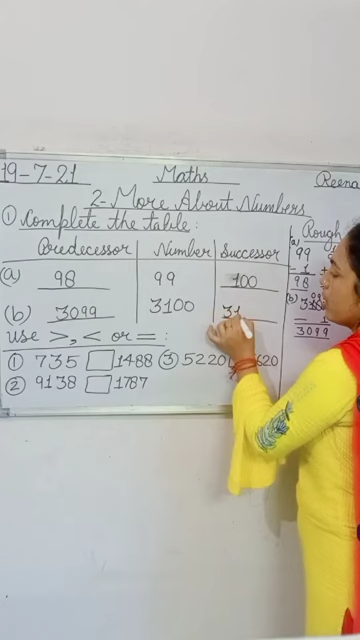 19-7-21 Maths Reena
2-More About Numbers
① Complete the table: Rough
Predecessor Number Successor
(a) 98 99 100
(b) 3099 3100 31
(a)
99
- 1
98
(b)
1
3099
Use >, < or =:
① 735 □ 1488 ③ 5220 620
② 9138 □ 1787